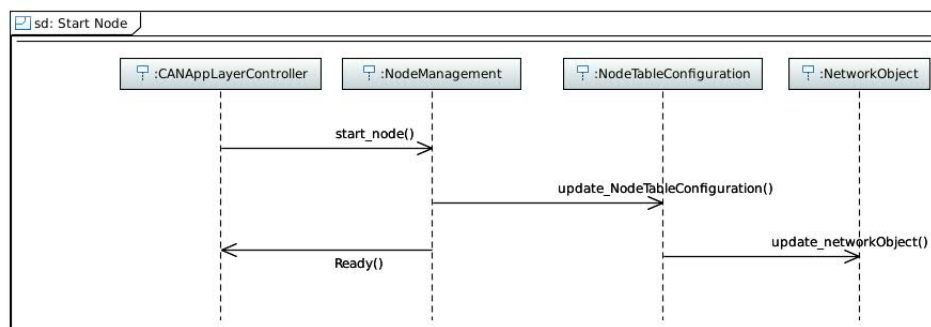 sd: Start Node
:CANAppLayerController
:NodeManagement
:NodeTableConfiguration
:NetworkObject
start_node()
update_NodeTableConfiguration()
update_networkObject()
Ready()